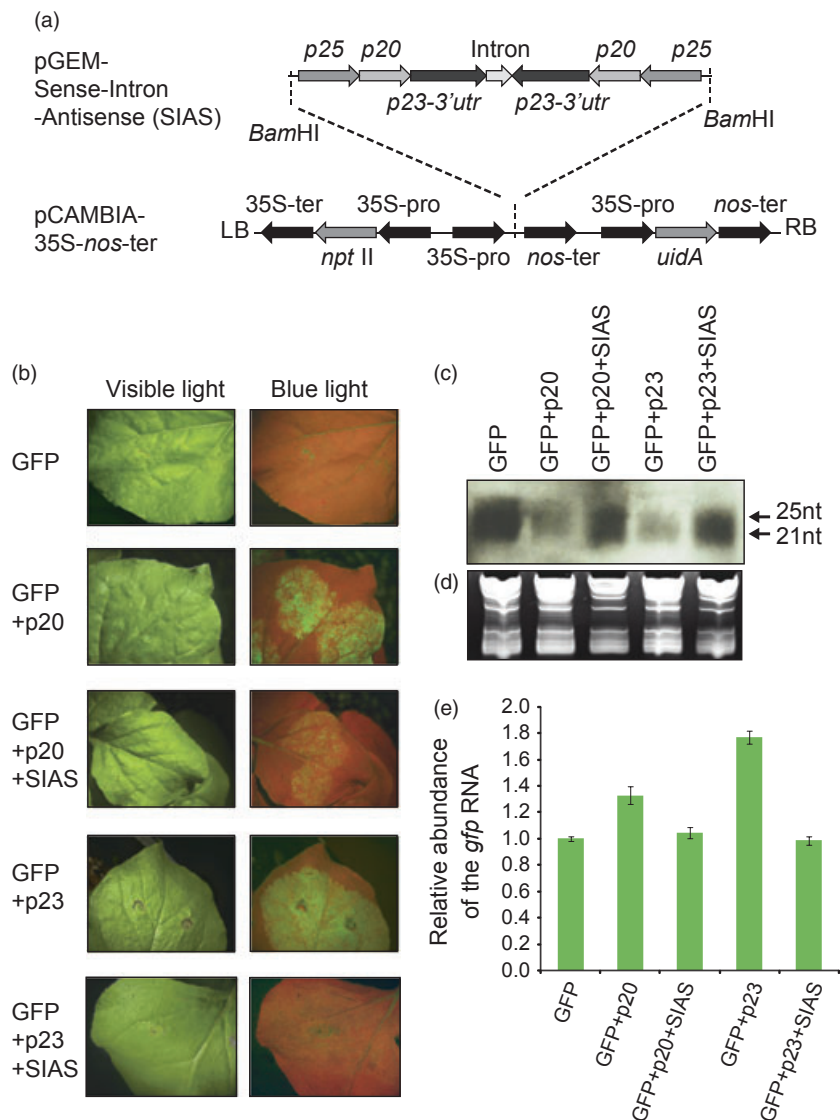 (a)
pGEM-
Sense-Intron
-Antisense (SIAS)
p25 p20 Intron p20 p25
p23-3'utr p23-3'utr
BamHI BamHI
pCAMBIA-
35S-nos-ter
35S-ter 35S-pro 35S-pro nos-ter
LB RB
npt II 35S-pro nos-ter uidA
(b)
Visible light Blue light
GFP
GFP
+p20
GFP
+p20
+SIAS
GFP
+p23
GFP
+p23
+SIAS
(c)
GFP
GFP+p20
GFP+p20+SIAS
GFP+p23
GFP+p23+SIAS
25nt
21nt
(d)
(e)
Relative abundance
of the gfp RNA
2.0
1.8
1.4
1.2
1.0
0.8
0.6
0.4
0.2
0.0
GFP
GFP+p20
GFP+p20+SIAS
GFP+p23
GFP+p23+SIAS